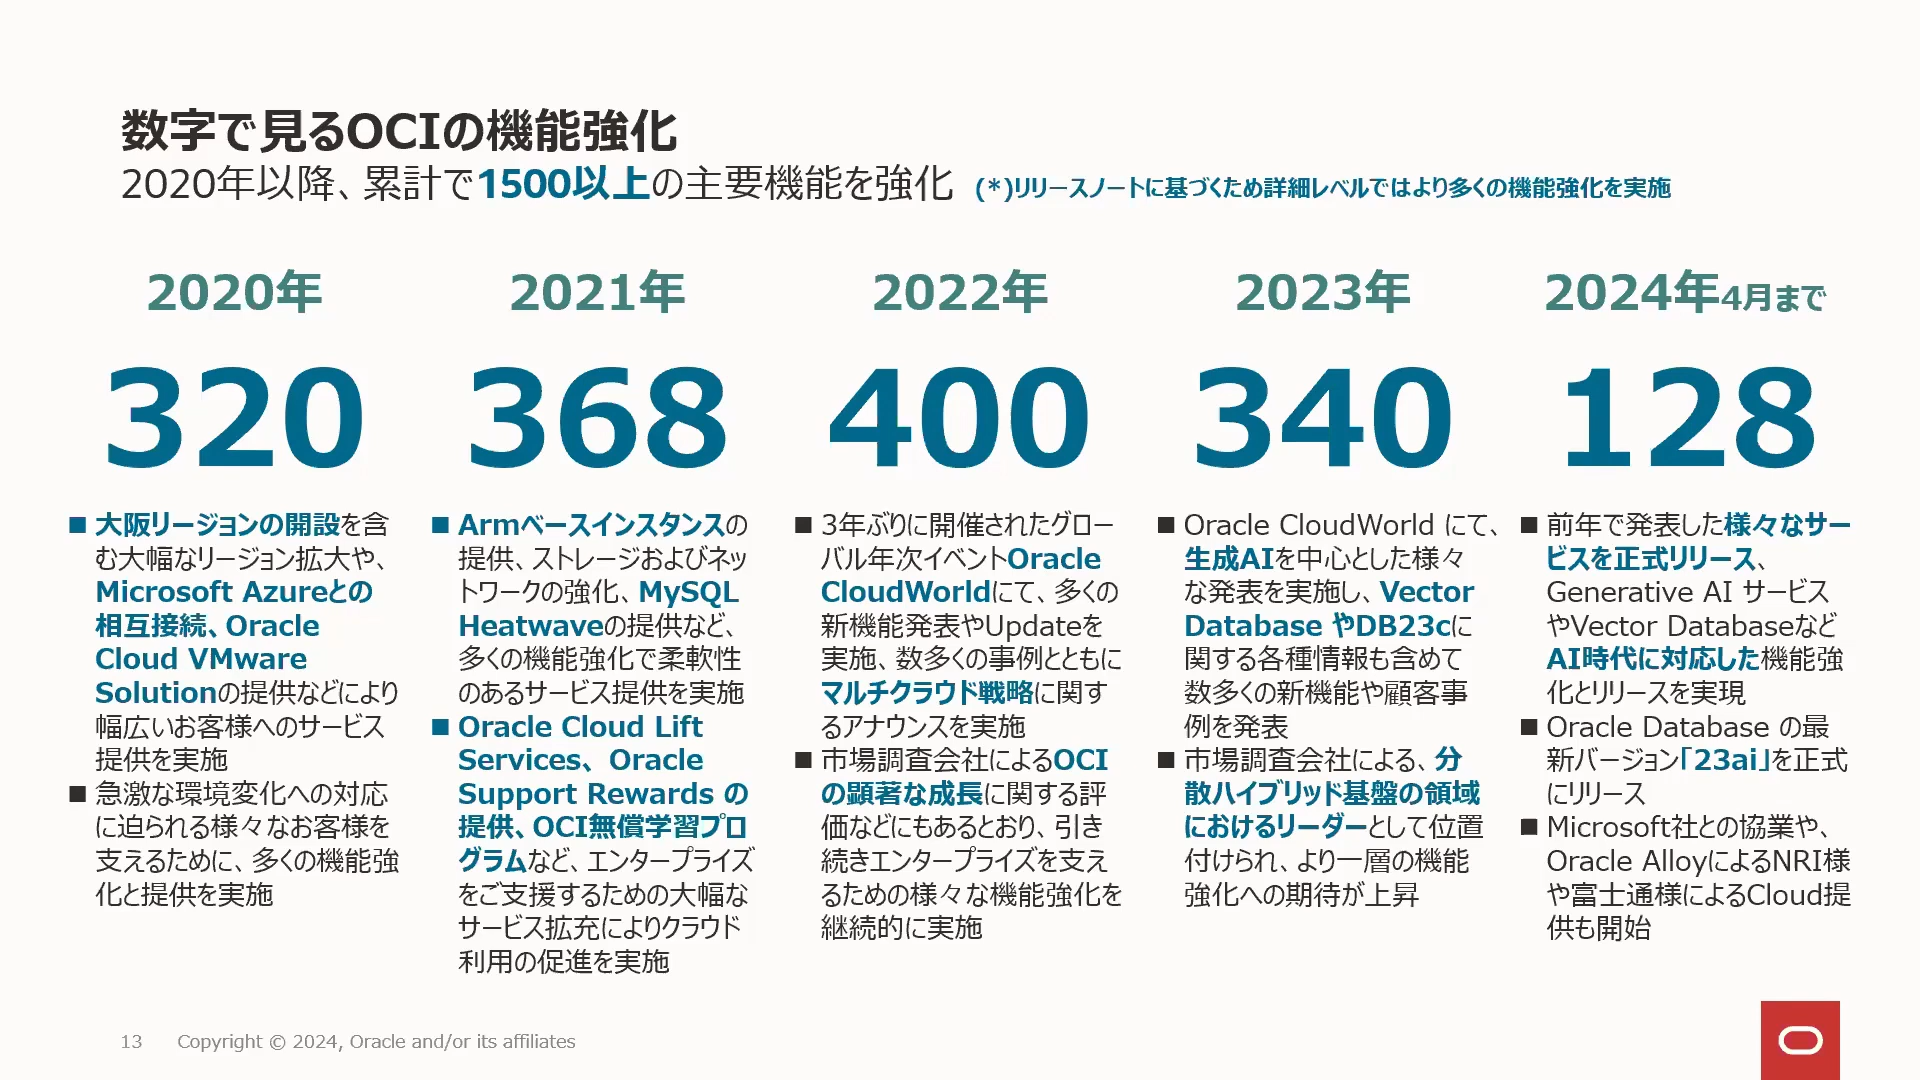 数字で見るOCIの機能強化
2020年以降、累計で1500以上の主要機能を強化 (*)リリースノートに基づくため詳細レベルではより多くの機能強化を実施
2020年
320
■ 大阪リージョンの開設を含
む大幅なリージョン拡大や、
Microsoft Azureとの
相互接続、Oracle
Cloud VMware
Solutionの提供などにより
幅広いお客様へのサービス
提供を実施
■ 急激な環境変化への対応
に迫られる様々なお客様を
支えるために、多くの機能強
化と提供を実施
2021年
368
■ Armベースインスタンスの
提供、ストレージおよびネッ
トワークの強化、MySQL
Heatwaveの提供など、
多くの機能強化で柔軟性
のあるサービス提供を実施
■ Oracle Cloud Lift
Services、Oracle
Support Rewards の
提供、OCI無償学習プロ
グラムなど、エンタープライズ
をご支援するための大幅な
サービス拡充によりクラウド
利用の促進を実施
2022年
400
■ 3年ぶりに開催されたグロー
バル年次イベントOracle
CloudWorldにて、多くの
新機能発表やUpdateを
実施、数多くの事例とともに
マルチクラウド戦略に関す
るアナウンスを実施
■ 市場調査会社によるOCI
の顕著な成長に関する評
価などにもあるとおり、引き
続きエンタープライズを支え
るための様々な機能強化を
継続的に実施
2023年
340
■ Oracle CloudWorld にて、
生成AIを中心とした様々
な発表を実施し、Vector
Database やDB23cに
関する各種情報も含めて
数多くの新機能や顧客事
例を発表
■ 市場調査会社による、分
散ハイブリッド基盤の領域
におけるリーダーとして位置
付けられ、より一層の機能
強化への期待が上昇
2024年4月まで
128
■ 前年で発表した様々なサー
ビスを正式リリース、
Generative AI サービス
やVector Databaseなど
AI時代に対応した機能強
化とリリースを実現
■ Oracle Database の最
新バージョン「23ai」を正式
にリリース
■ Microsoft社との協業や、
Oracle AlloyによるNRI様
や富士通様によるCloud提
供も開始
13 Copyright © 2024, Oracle and/or its affiliates